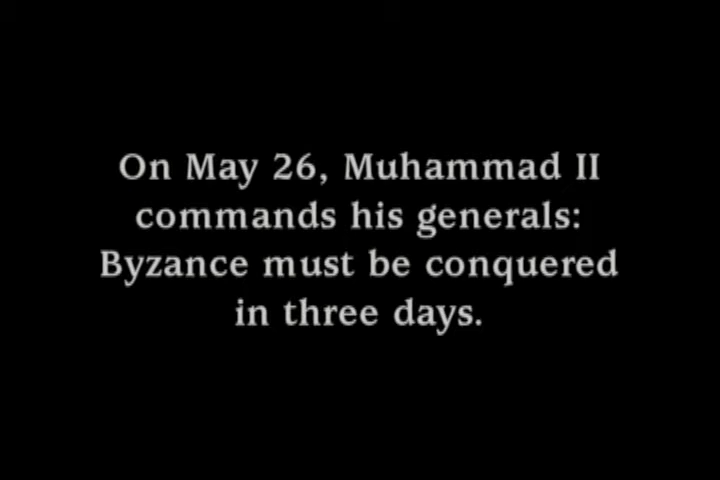 On May 26, Muhammad II
commands his generals:
Byzance must be conquered
in three days.